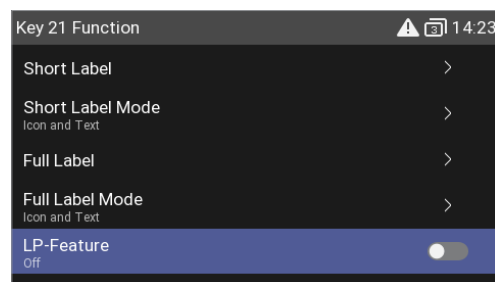 Key 21 Function 3 14:23
Short Label
Short Label Mode
Icon and Text
Full Label
Full Label Mode
Icon and Text
LP-Feature
Off